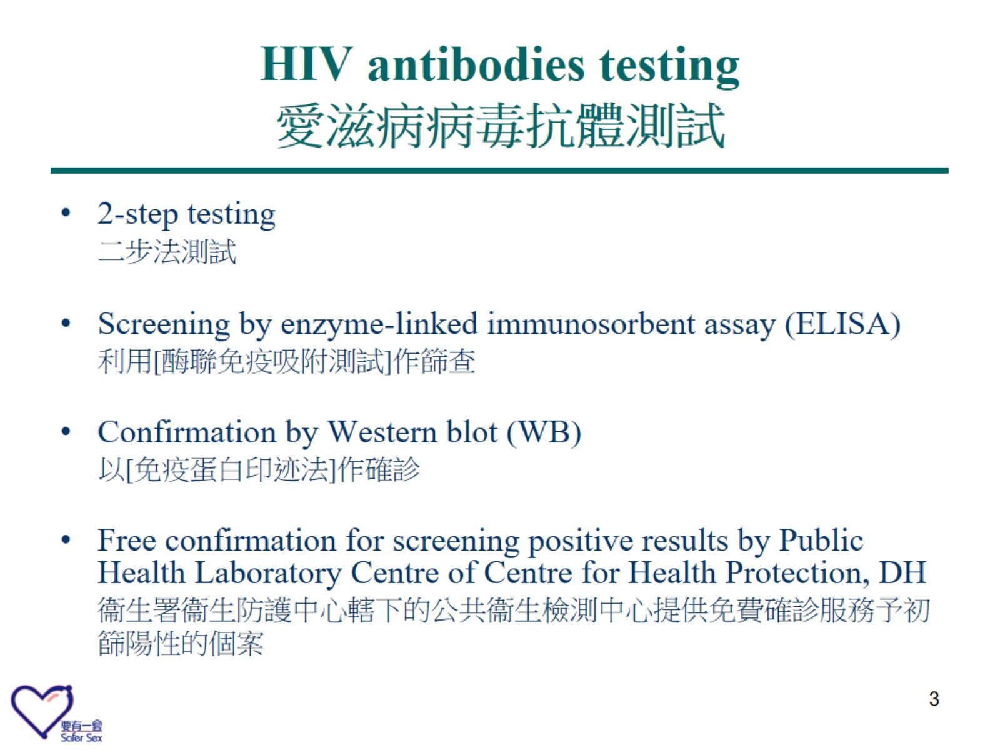 HIV antibodies testing
愛滋病病毒抗體測試
• 2-step testing
二步法測試
• Screening by enzyme-linked immunosorbent assay (ELISA)
利用[酶聯免疫吸附測試]作篩查
• Confirmation by Western blot (WB)
以[免疫蛋白印迹法]作確診
• Free confirmation for screening positive results by Public
Health Laboratory Centre of Centre for Health Protection, DH
衞生署衞生防護中心轄下的公共衞生檢測中心提供免費確診服務予初
篩陽性的個案
3
要有一套
Safer Sex